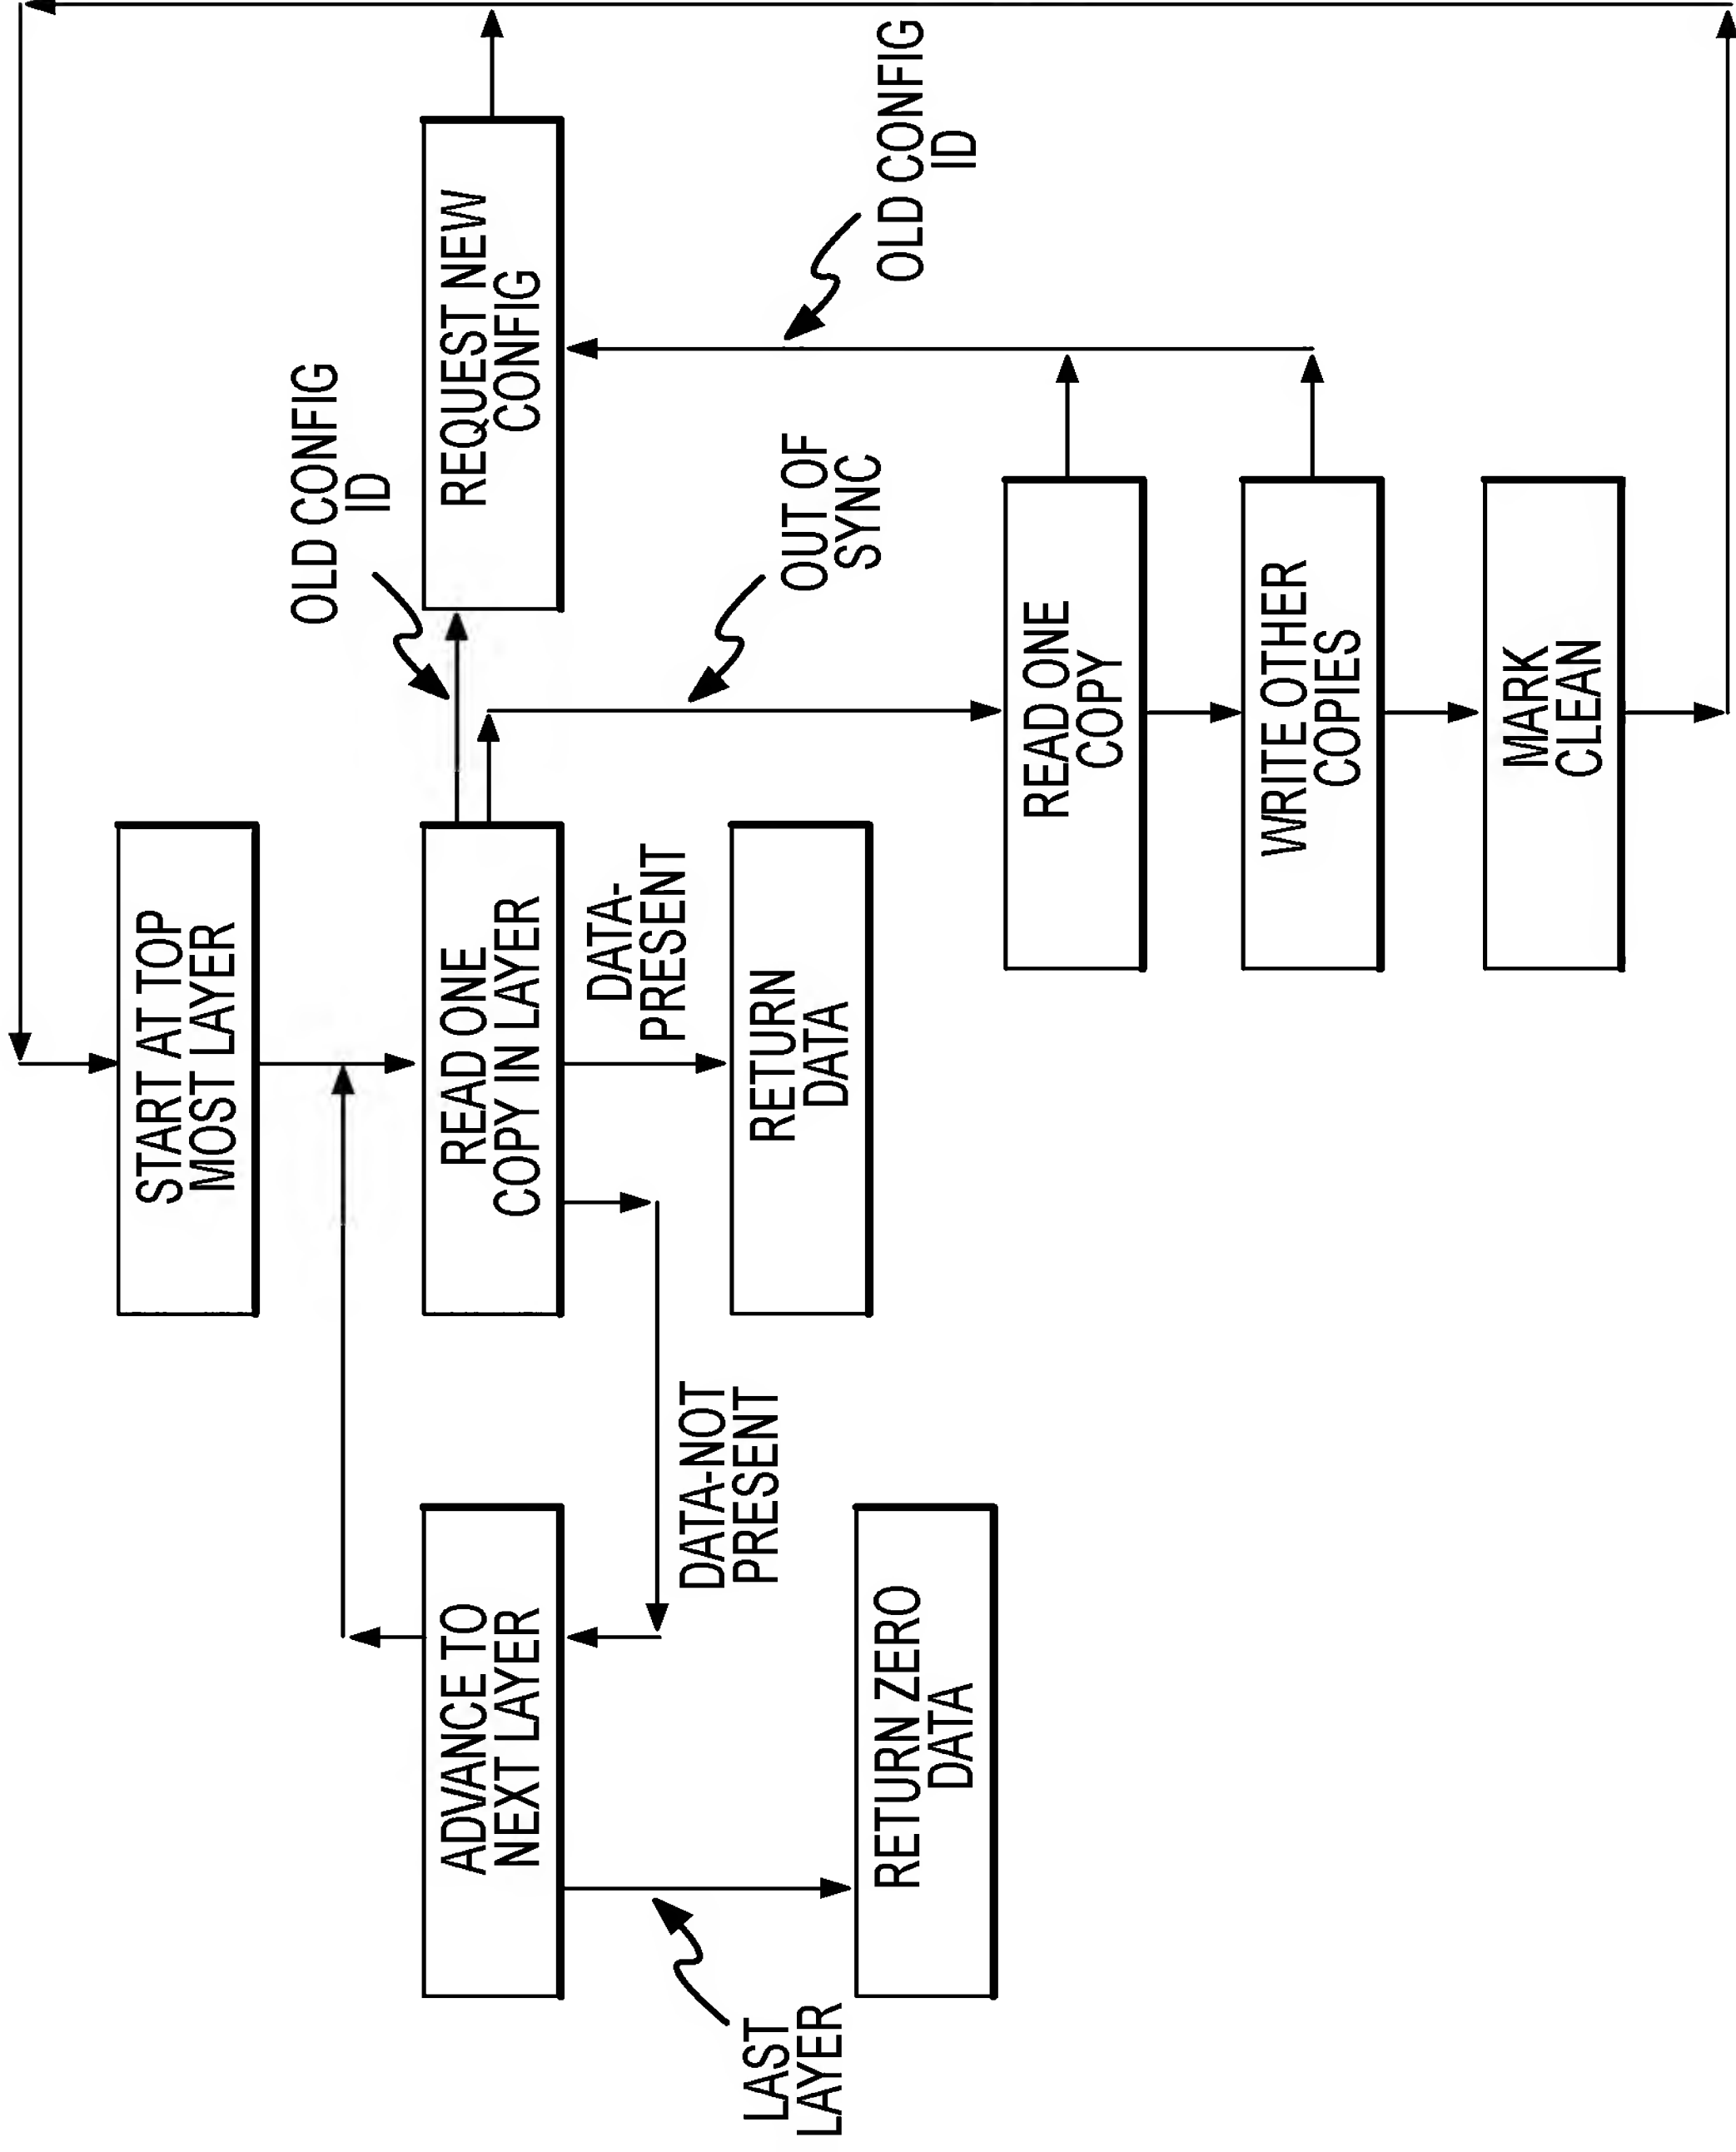 START AT TOP
MOST LAYER
OLD CONFIG
ID
ADVANCE TO
NEXT LAYER
READ ONE
COPY IN LAYER
REQUEST NEW
CONFIG
DATA-
PRESENT
DATA-NOT
PRESENT
LAST
LAYER
RETURN
DATA
OUT OF
SYNC
OLD CONFIG
ID
RETURN ZERO
DATA
READ ONE
COPY
WRITE OTHER
COPIES
MARK
CLEAN